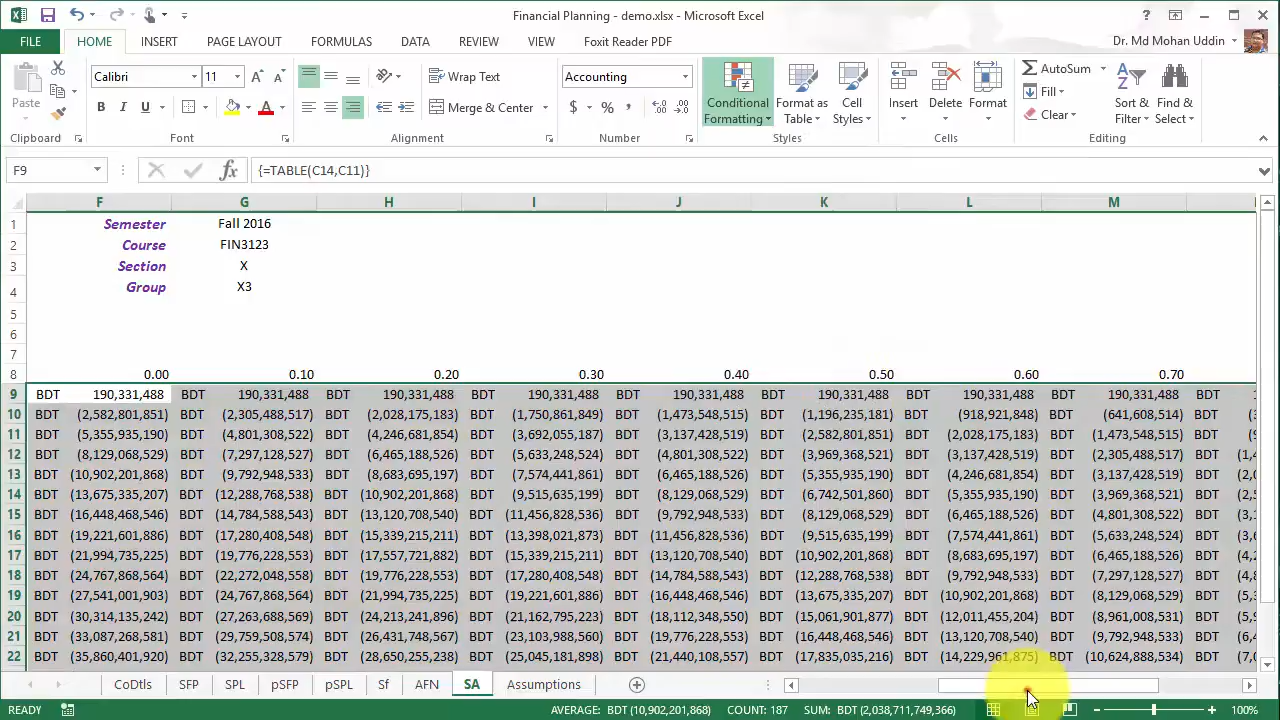 Financial Planning - demo.xlsx - Microsoft Excel
FILE HOME INSERT PAGE LAYOUT FORMULAS DATA REVIEW VIEW Foxit Reader PDF Dr. Md Mohan Uddin
Calibri 11 Wrap Text Accounting AutoSum
Paste Conditional Formatting Format as Table Cell Styles Insert Delete Format Fill Sort & Filter Find & Select
B I U Merge & Center $ % Clear
Clipboard Font Alignment Number Styles Cells Editing
F9 fx {=TABLE(C14,C11)}
F G H I J K L M
1 Semester Fall 2016
2 Course FIN3123
3 Section X
4 Group X3
5
6
7
8 0.00 0.10 0.20 0.30 0.40 0.50 0.60 0.70
9 BDT 190,331,488 BDT 190,331,488 BDT 190,331,488 BDT 190,331,488 BDT 190,331,488 BDT 190,331,488 BDT 190,331,488 BDT 190,331,488 BDT
10 BDT (2,582,801,851) BDT (2,305,488,517) BDT (2,028,175,183) BDT (1,750,861,849) BDT (1,473,548,515) BDT (1,196,235,181) BDT (918,921,848) BDT (641,608,514) BDT
11 BDT (5,355,935,190) BDT (4,801,308,522) BDT (4,246,681,854) BDT (3,692,055,187) BDT (3,137,428,519) BDT (2,582,801,851) BDT (2,028,175,183) BDT (1,473,548,515) BDT
12 BDT (8,129,068,529) BDT (7,297,128,527) BDT (6,465,188,526) BDT (5,633,248,524) BDT (4,801,308,522) BDT (3,969,368,521) BDT (3,137,428,519) BDT (2,305,488,517) BDT
13 BDT (10,902,201,868) BDT (9,792,948,533) BDT (8,683,695,197) BDT (7,574,441,861) BDT (6,465,188,526) BDT (5,355,935,190) BDT (4,246,681,854) BDT (3,137,428,519) BDT
14 BDT (13,675,335,207) BDT (12,288,768,538) BDT (10,902,201,868) BDT (9,515,635,199) BDT (8,129,068,529) BDT (6,742,501,860) BDT (5,355,935,190) BDT (3,969,368,521) BDT
15 BDT (16,448,468,546) BDT (14,784,588,543) BDT (13,120,708,540) BDT (11,456,828,536) BDT (9,792,948,533) BDT (8,129,068,529) BDT (6,465,188,526) BDT (4,801,308,522) BDT
16 BDT (19,221,601,886) BDT (17,280,408,548) BDT (15,339,215,211) BDT (13,398,021,873) BDT (11,456,828,536) BDT (9,515,635,199) BDT (7,574,441,861) BDT (5,633,248,524) BDT
17 BDT (21,994,735,225) BDT (19,776,228,553) BDT (17,557,721,882) BDT (15,339,215,211) BDT (13,120,708,540) BDT (10,902,201,868) BDT (8,683,695,197) BDT (6,465,188,526) BDT
18 BDT (24,767,868,564) BDT (22,272,048,558) BDT (19,776,228,553) BDT (17,280,408,548) BDT (14,784,588,543) BDT (12,288,768,538) BDT (9,792,948,533) BDT (7,297,128,527) BDT
19 BDT (27,541,001,903) BDT (24,767,868,564) BDT (21,994,735,225) BDT (19,221,601,886) BDT (16,448,468,546) BDT (13,675,335,207) BDT (10,902,201,868) BDT (8,129,068,529) BDT
20 BDT (30,314,135,242) BDT (27,263,688,569) BDT (24,213,241,896) BDT (21,162,795,223) BDT (18,112,348,550) BDT (15,061,901,877) BDT (12,011,455,204) BDT (8,961,008,531) BDT
21 BDT (33,087,268,581) BDT (29,759,508,574) BDT (26,431,748,567) BDT (23,103,988,560) BDT (19,776,228,553) BDT (16,448,468,546) BDT (13,120,708,540) BDT (9,792,948,533) BDT
22 BDT (35,860,401,920) BDT (32,255,328,579) BDT (28,650,255,238) BDT (25,045,181,898) BDT (21,440,108,557) BDT (17,835,035,216) BDT (14,229,961,875) BDT (10,624,888,534) BDT
CoDtls SFP SPL pSFP pSPL Sf AFN SA Assumptions
READY AVERAGE: BDT (10,902,201,868) COUNT: 187 SUM: BDT (2,038,711,749,366) 100%